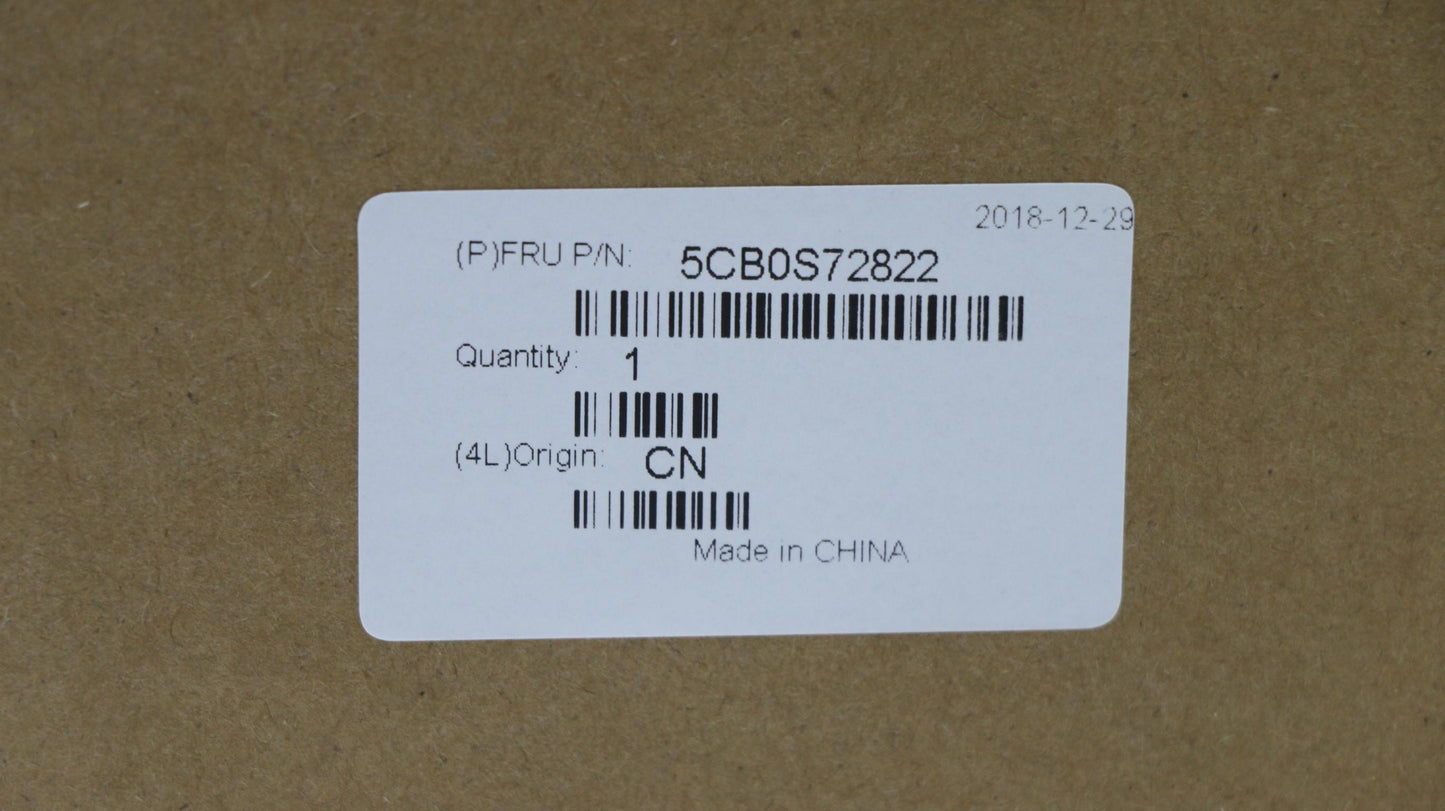 2018-12-29
(P)FRU P/N: 5CB0S72822
Quantity: 1
(4L)Origin: CN
Made in CHINA